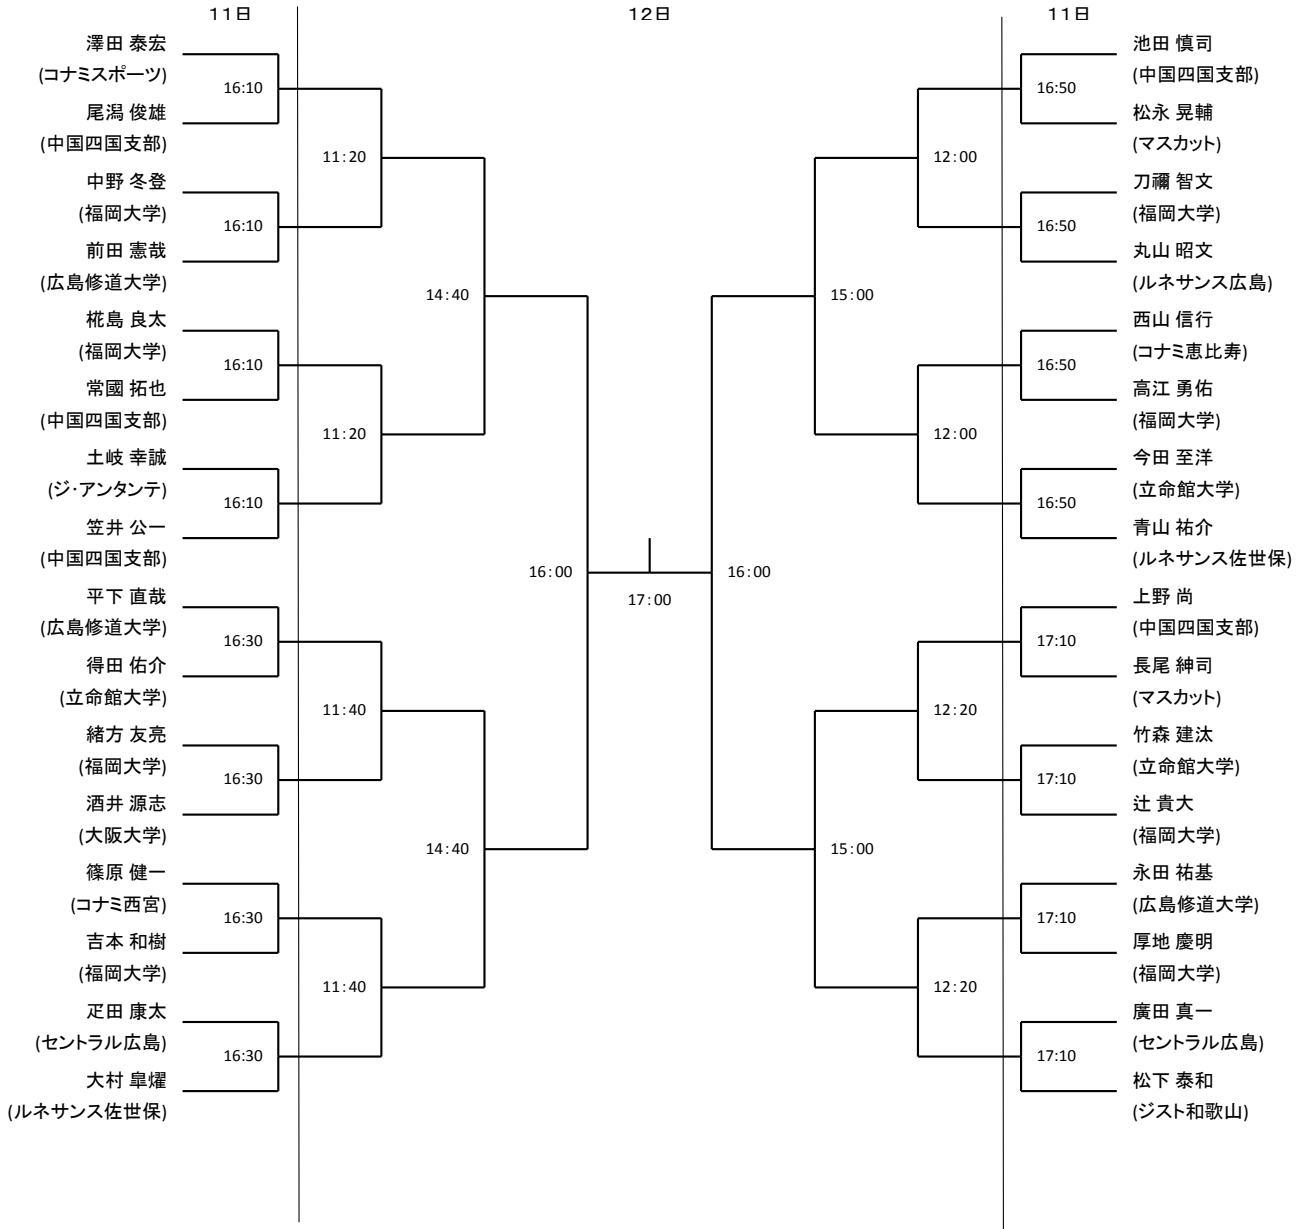 11日
12日
11日
澤田 泰宏
(コナミスポーツ)
16:10
尾潟 俊雄
(中国四国支部)
11:20
中野 冬登
(福岡大学)
16:10
前田 憲哉
(広島修道大学)
14:40
椛島 良太
(福岡大学)
16:10
常國 拓也
(中国四国支部)
11:20
土岐 幸誠
(ジ・アンタンテ)
16:10
笠井 公一
(中国四国支部)
16:00
平下 直哉
(広島修道大学)
16:30
得田 佑介
(立命館大学)
11:40
緒方 友亮
(福岡大学)
16:30
酒井 源志
(大阪大学)
14:40
篠原 健一
(コナミ西宮)
16:30
吉本 和樹
(福岡大学)
11:40
疋田 康太
(セントラル広島)
16:30
大村 皐燿
(ルネサンス佐世保)
17:00
池田 慎司
(中国四国支部)
16:50
松永 晃輔
(マスカット)
12:00
刀禰 智文
(福岡大学)
16:50
丸山 昭文
(ルネサンス広島)
15:00
西山 信行
(コナミ恵比寿)
16:50
高江 勇佑
(福岡大学)
12:00
今田 至洋
(立命館大学)
16:50
青山 祐介
(ルネサンス佐世保)
16:00
上野 尚
(中国四国支部)
17:10
長尾 紳司
(マスカット)
12:20
竹森 建汰
(立命館大学)
17:10
辻 貴大
(福岡大学)
15:00
永田 祐基
(広島修道大学)
17:10
厚地 慶明
(福岡大学)
12:20
廣田 真一
(セントラル広島)
17:10
松下 泰和
(ジスト和歌山)